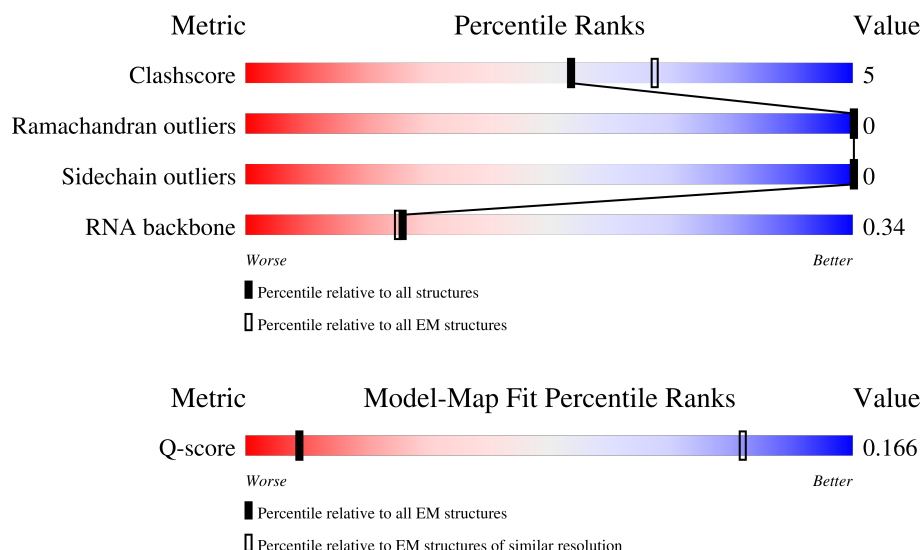 Metric Percentile Ranks Value
Clashscore 5
Ramachandran outliers 0
Sidechain outliers 0
RNA backbone 0.34
Worse Better
Percentile relative to all structures
Percentile relative to all EM structures
Metric Model-Map Fit Percentile Ranks Value
Q-score 0.166
Worse Better
Percentile relative to all EM structures
Percentile relative to EM structures of similar resolution